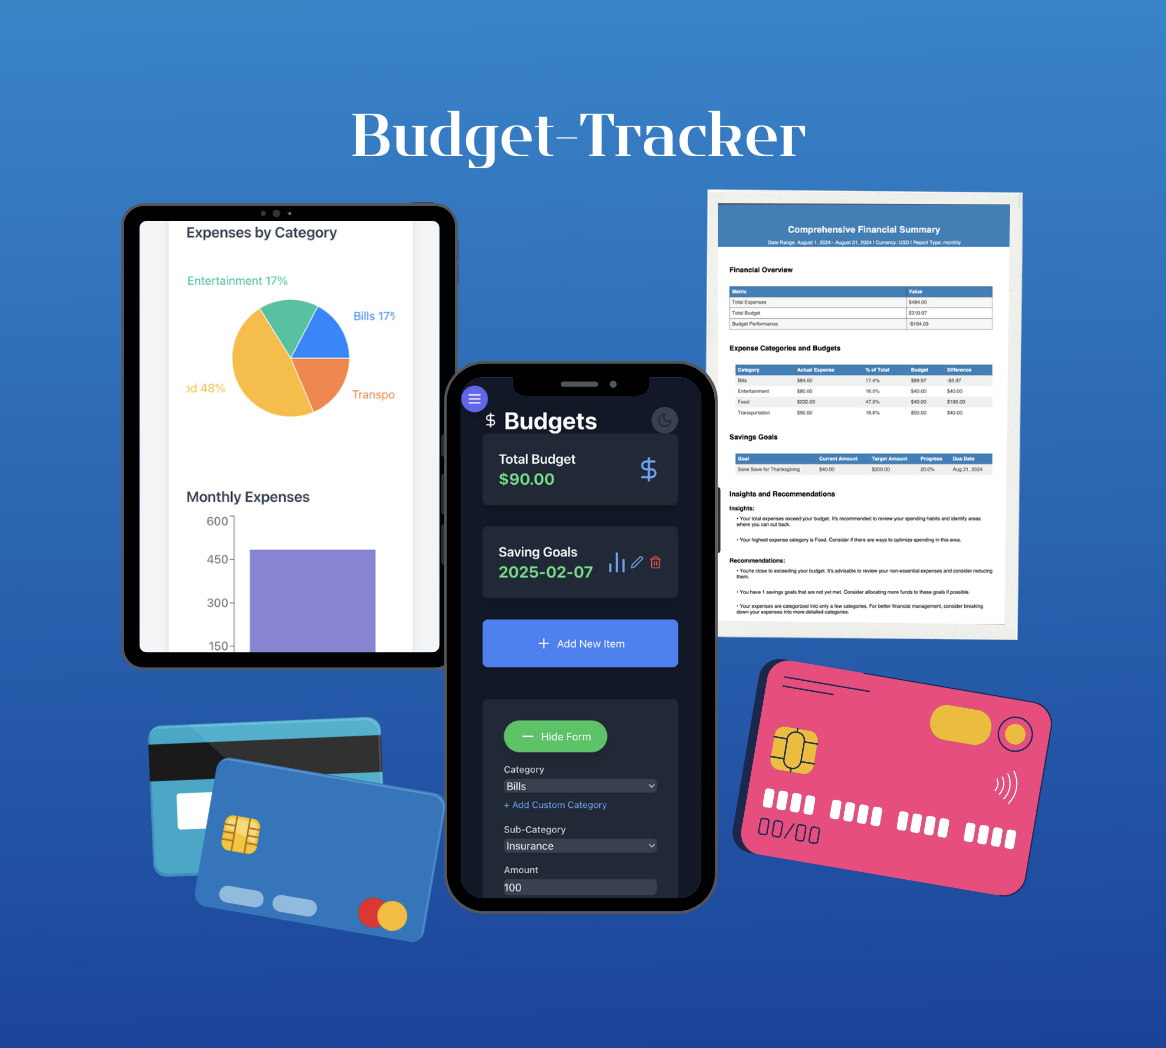 Budget-Tracker
Expenses by Category
Entertainment 17%
Bills 17%
od 48%
Transpo
Monthly Expenses
600
450
300
150
$ Budgets
Total Budget
$90.00
$
Saving Goals
2025-02-07
+ Add New Item
— Hide Form
Category
Bills
+ Add Custom Category
Sub-Category
Insurance
Amount
100
Comprehensive Financial Summary
Date Range: August 1, 2024 - August 21, 2024 | Currency: USD | Report Type: monthly
Financial Overview
Metric Value
Total Expenses $484.00
Total Budget $319.97
Budget Performance -$164.03
Expense Categories and Budgets
Category Actual Expense % of Total Budget Difference
Bills $84.00 17.4% $89.97 -$5.97
Entertainment $80.00 16.5% $40.00 $40.00
Food $230.00 47.5% $40.00 $190.00
Transportation $90.00 18.6% $50.00 $40.00
Savings Goals
Goal Current Amount Target Amount Progress Due Date
Save Save for Thanksgiving $40.00 $200.00 20.0% Aug 21, 2024
Insights and Recommendations
Insights:
• Your total expenses exceed your budget. It's recommended to review your spending habits and identify areas
where you can cut back.
• Your highest expense category is Food. Consider if there are ways to optimize spending in this area.
Recommendations:
• You're close to exceeding your budget. It's advisable to review your non-essential expenses and consider reducing
them.
• You have 1 savings goals that are not yet met. Consider allocating more funds to these goals if possible.
• Your expenses are categorized into only a few categories. For better financial management, consider breaking
down your expenses into more detailed categories.
00/00